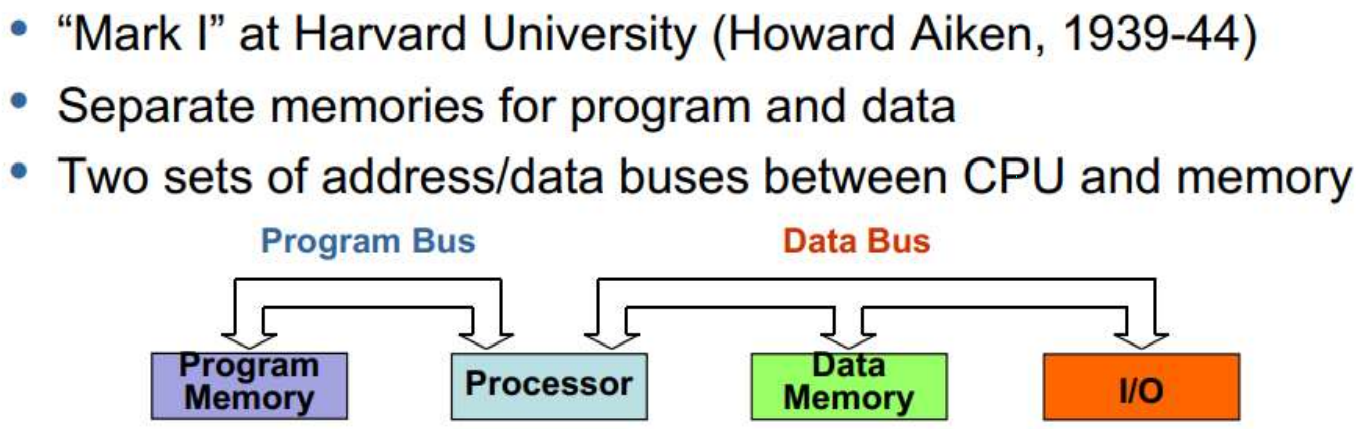 • “Mark I” at Harvard University (Howard Aiken, 1939-44)
• Separate memories for program and data
• Two sets of address/data buses between CPU and memory
Program Bus
Data Bus
Program
Memory
Processor
Data
Memory
I/O